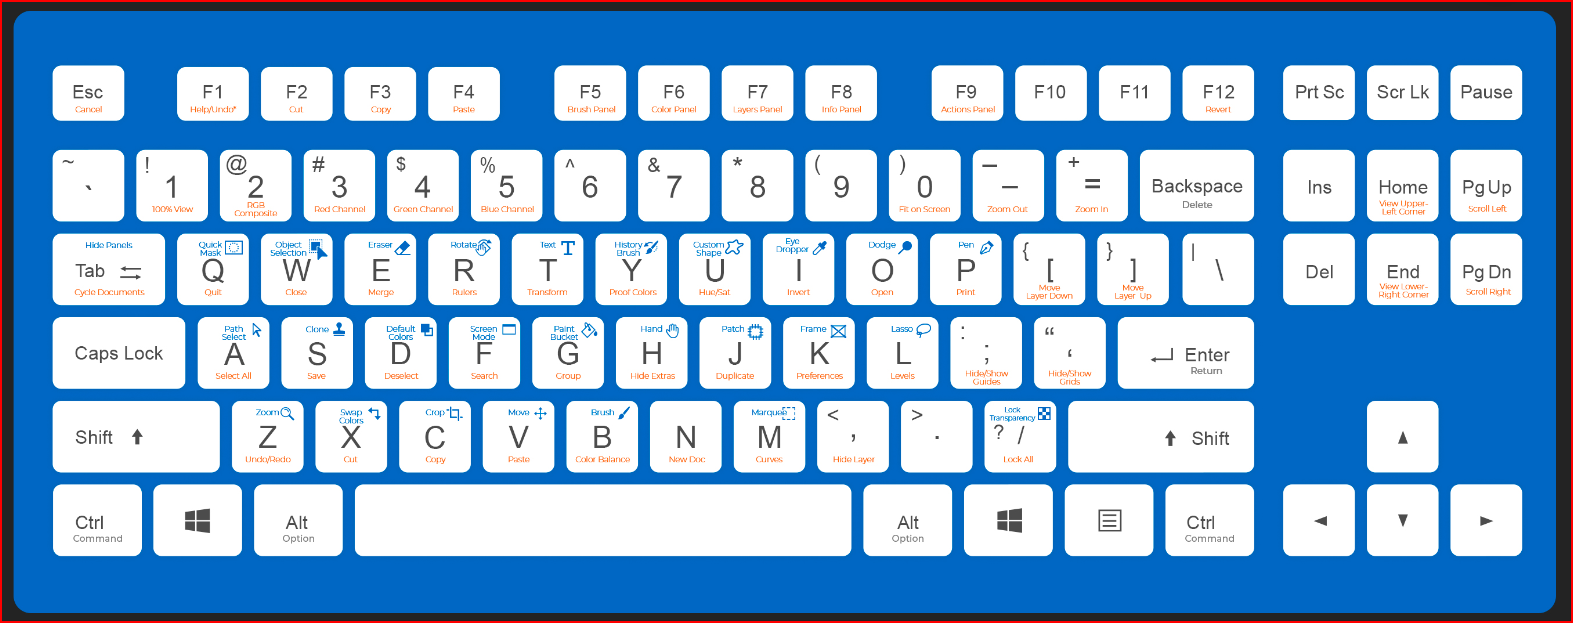 Esc
Cancel
F1
Help/Undo*
F2
Cut
F3
Copy
F4
Paste
F5
Brush Panel
F6
Color Panel
F7
Layers Panel
F8
Info Panel
F9
Actions Panel
F10
F11
F12
Revert
Prt Sc
Scr Lk
Pause
~
`
!
1
100% View
@
2
RGB
Composite
#
3
Red Channel
$
4
Green Channel
%
5
Blue Channel
^
6
&
7
*
8
(
9
)
0
Fit on Screen
–
–
Zoom Out
+
=
Zoom In
Backspace
Delete
Ins
Home
View Upper-
Left Corner
Pg Up
Scroll Left
Hide Panels
Tab
Cycle Documents
Quick
Mask
Q
Quit
Object
Selection
W
Close
Eraser
E
Merge
Rotate
R
Rulers
Text
T
Transform
History
Brush
Y
Proof Colors
Custom
Shape
U
Hue/Sat
Eye
Dropper
I
Invert
Dodge
O
Open
Pen
P
Print
{
[
Move
Layer Down
}
]
Move
Layer Up
|
\
Del
End
View Lower-
Right Corner
Pg Dn
Scroll Right
Caps Lock
Path
Select
A
Select All
Clone
S
Save
Default
Colors
D
Deselect
Screen
Mode
F
Search
Paint
Bucket
G
Group
Hand
H
Hide Extras
Patch
J
Duplicate
Frame
K
Preferences
Lasso
L
Levels
:
;
Hide/Show
Guides
“
‘
Hide/Show
Grids
Enter
Return
Shift
Zoom
Z
Undo/Redo
Swap
Colors
X
Cut
Crop
C
Copy
Move
V
Paste
Brush
B
Color Balance
N
New Doc
Marquee
M
Curves
<
,
Hide Layer
>
.
Lock
Transparency
? /
Lock All
Shift
Ctrl
Command
Alt
Option
Alt
Option
Ctrl
Command